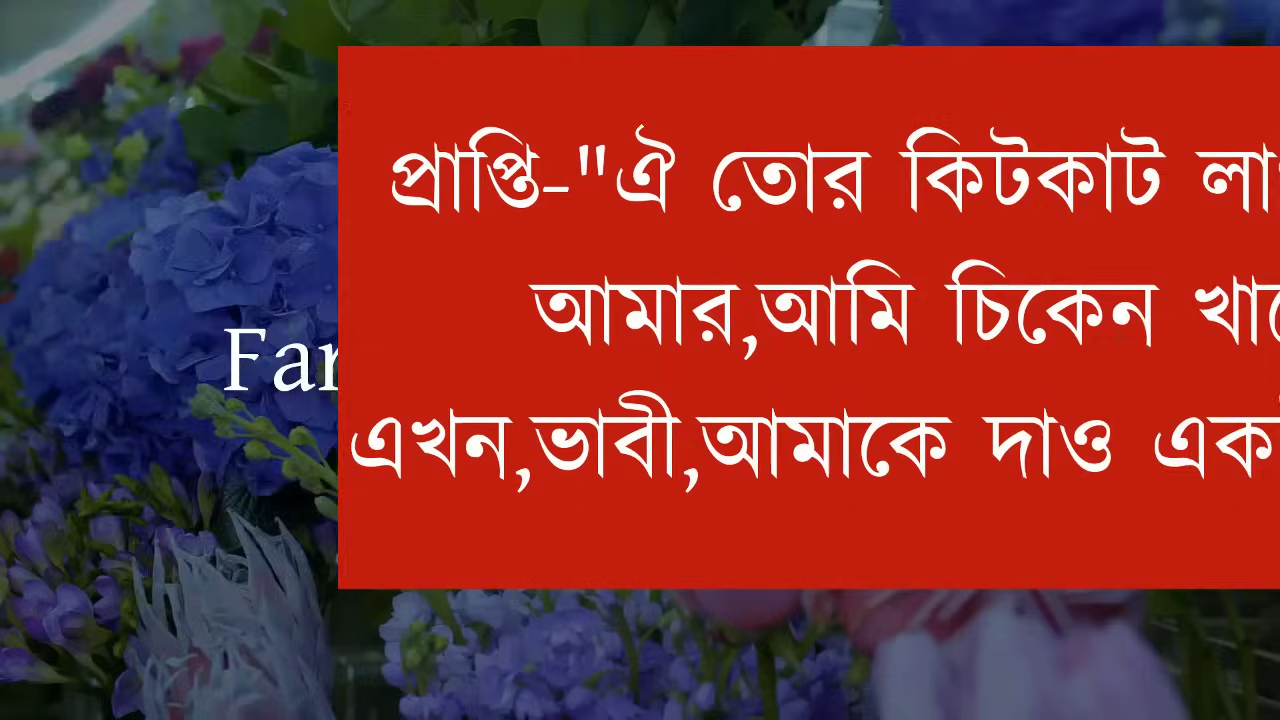 প্রাপ্তি-"ঐ তোর কিটকাট
আমার,আমি চিকেন
এখন,ভাবী,আমাকে দাও